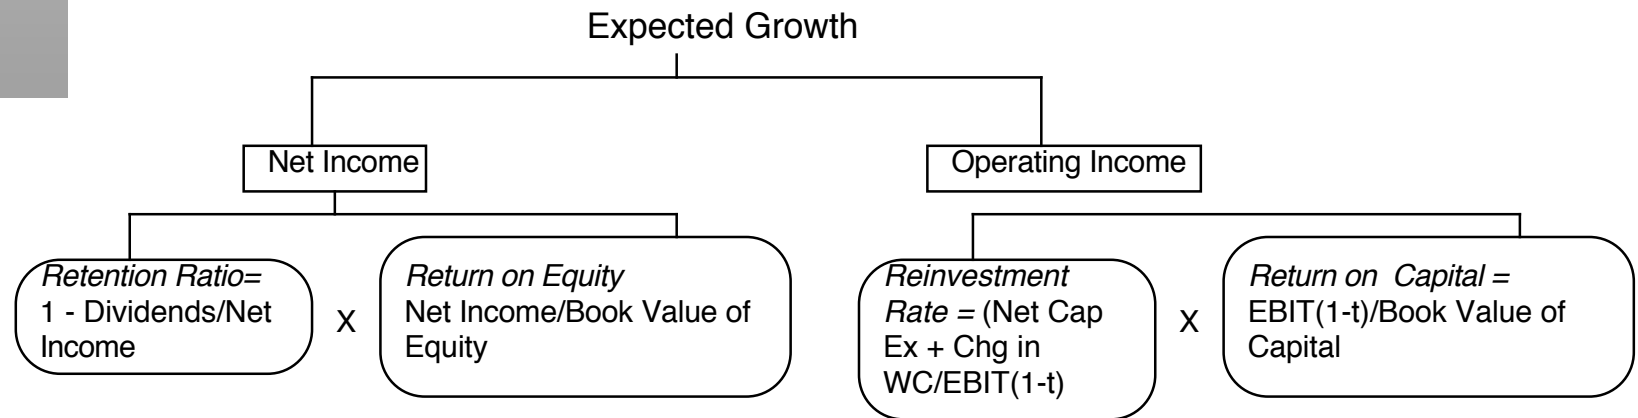 Expected Growth
Net Income
Operating Income
Retention Ratio=
1 - Dividends/Net
Income
X
Return on Equity
Net Income/Book Value of
Equity
Reinvestment
Rate = (Net Cap
Ex + Chg in
WC/EBIT(1-t)
X
Return on Capital =
EBIT(1-t)/Book Value of
Capital